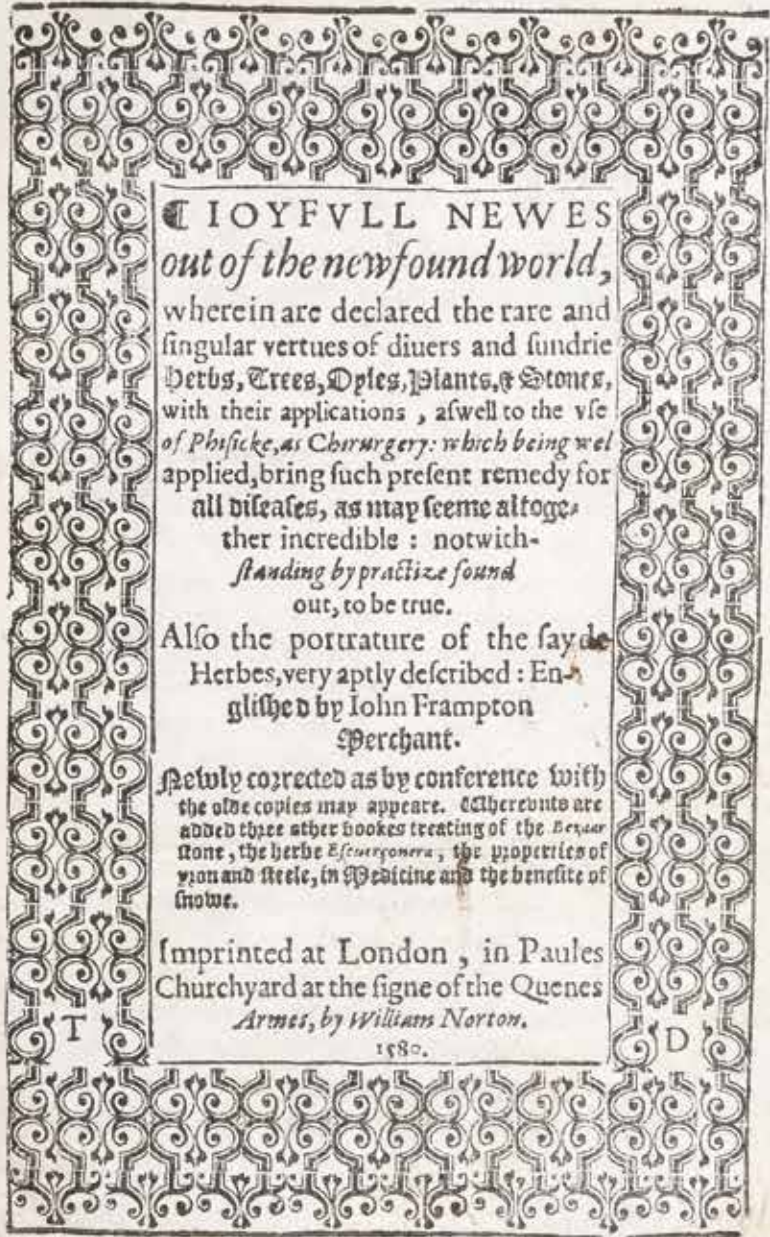 ❧ IOYFVLL NEWES
out of the newfound world,
wherein are declared the rare and
ſingular vertues of diuers and ſundrie
Herbs, Trees, Oyles, Plants, & Stones,
with their applications , aſwell to the vſe
of Phiſicke, as Chirurgery: which being wel
applied, bring ſuch preſent remedy for
all diſeaſes, as may ſeeme altoge-
ther incredible : notwith-
ſtanding by practize found
out, to be true.
Alſo the portrature of the ſayde
Herbes, very aptly deſcribed : En-
gliſhed by Iohn Frampton
Merchant.
Newly corrected as by conference with
the olde copies may appeare. Wherevnto are
added three other bookes treating of the Bezaar
ſtone, the herbe Eſcuerçonera, the properties of
yron and ſteele, in Medicine and the benefite of
ſnowe.
Imprinted at London , in Paules
Churchyard at the ſigne of the Quenes
Armes, by William Norton.
1580.
T D